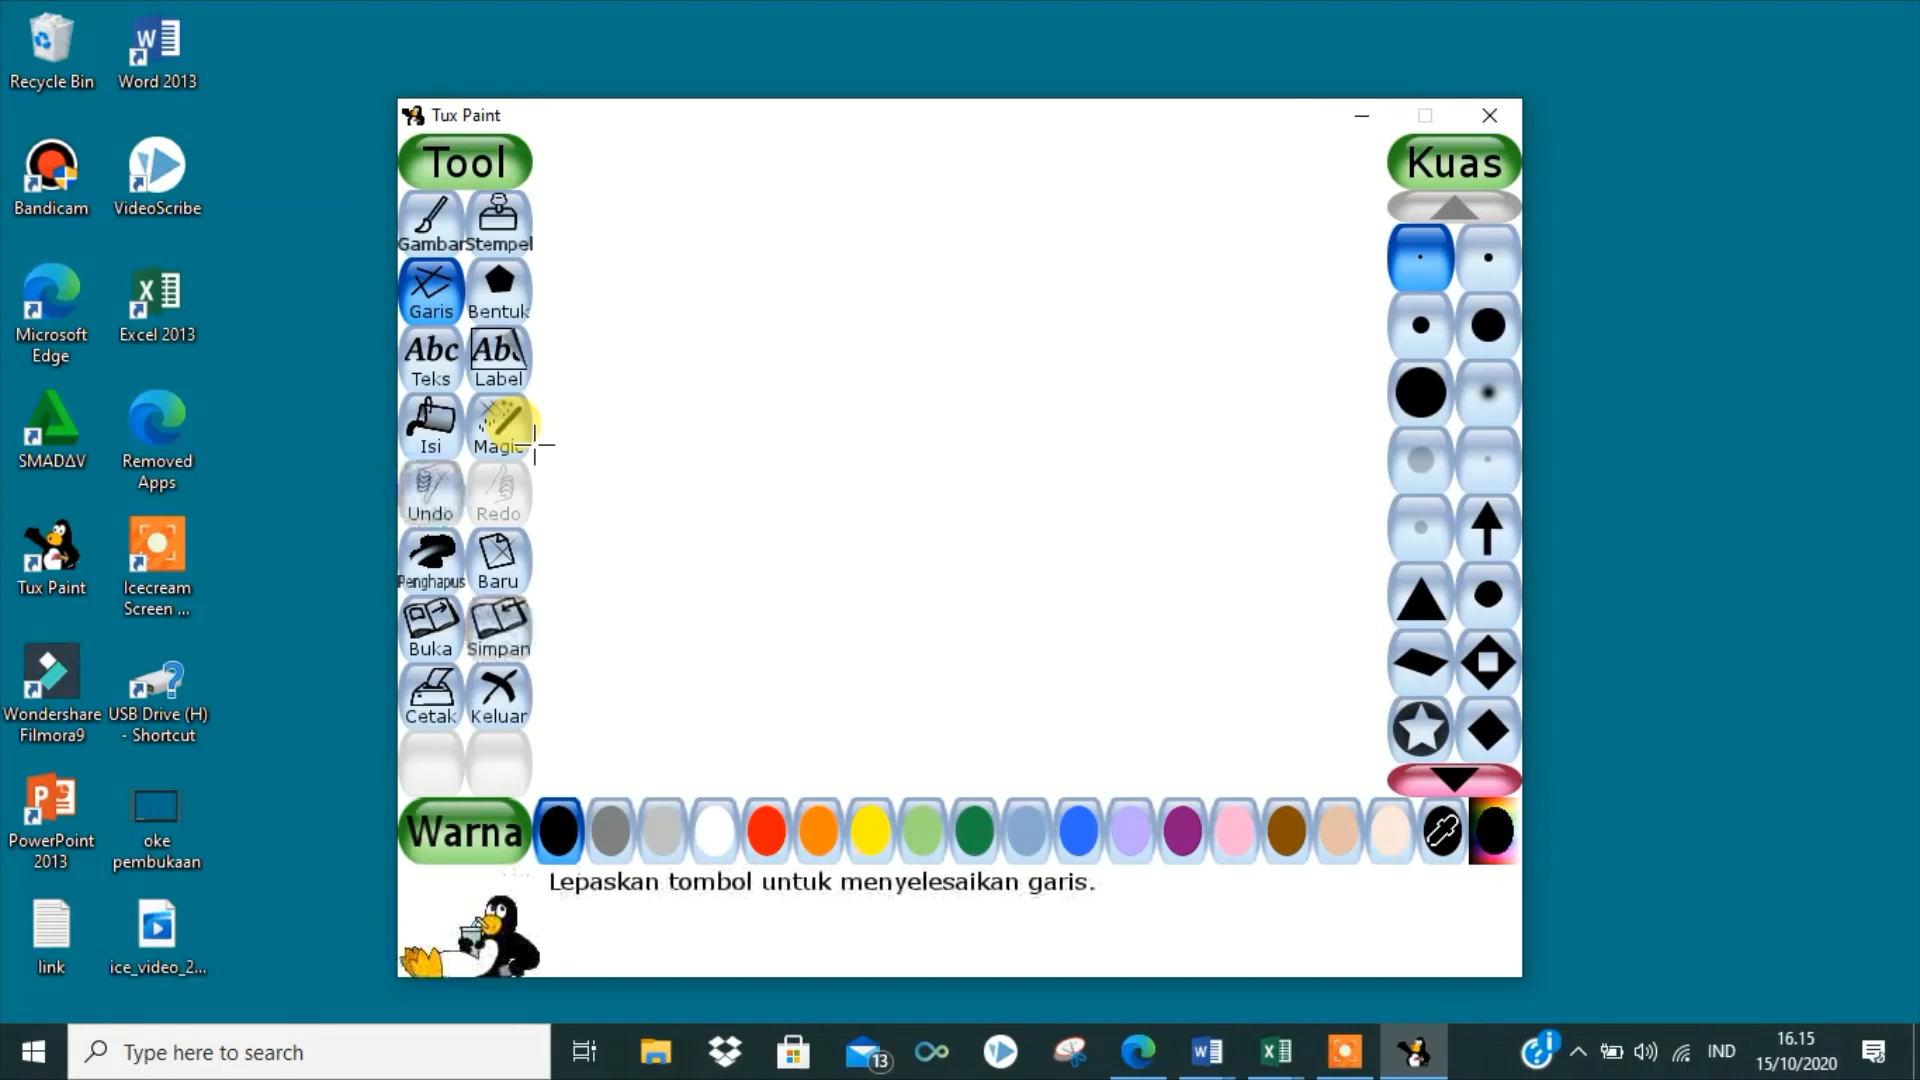 Recycle Bin
Word 2013
Bandicam
VideoScribe
Microsoft
Edge
Excel 2013
SMADΔV
Removed
Apps
Tux Paint
Icecream
Screen ...
Wondershare
Filmora9
USB Drive (H)
- Shortcut
PowerPoint
2013
oke
pembukaan
link
ice_video_2...
Tux Paint
Tool
Kuas
Gambar
Stempel
Garis
Bentuk
Abc
Teks
Abc
Label
Isi
Magic
Undo
Redo
Penghapus
Baru
Buka
Simpan
Cetak
Keluar
Warna
Lepaskan tombol untuk menyelesaikan garis.
Type here to search
13
IND
16.15
15/10/2020